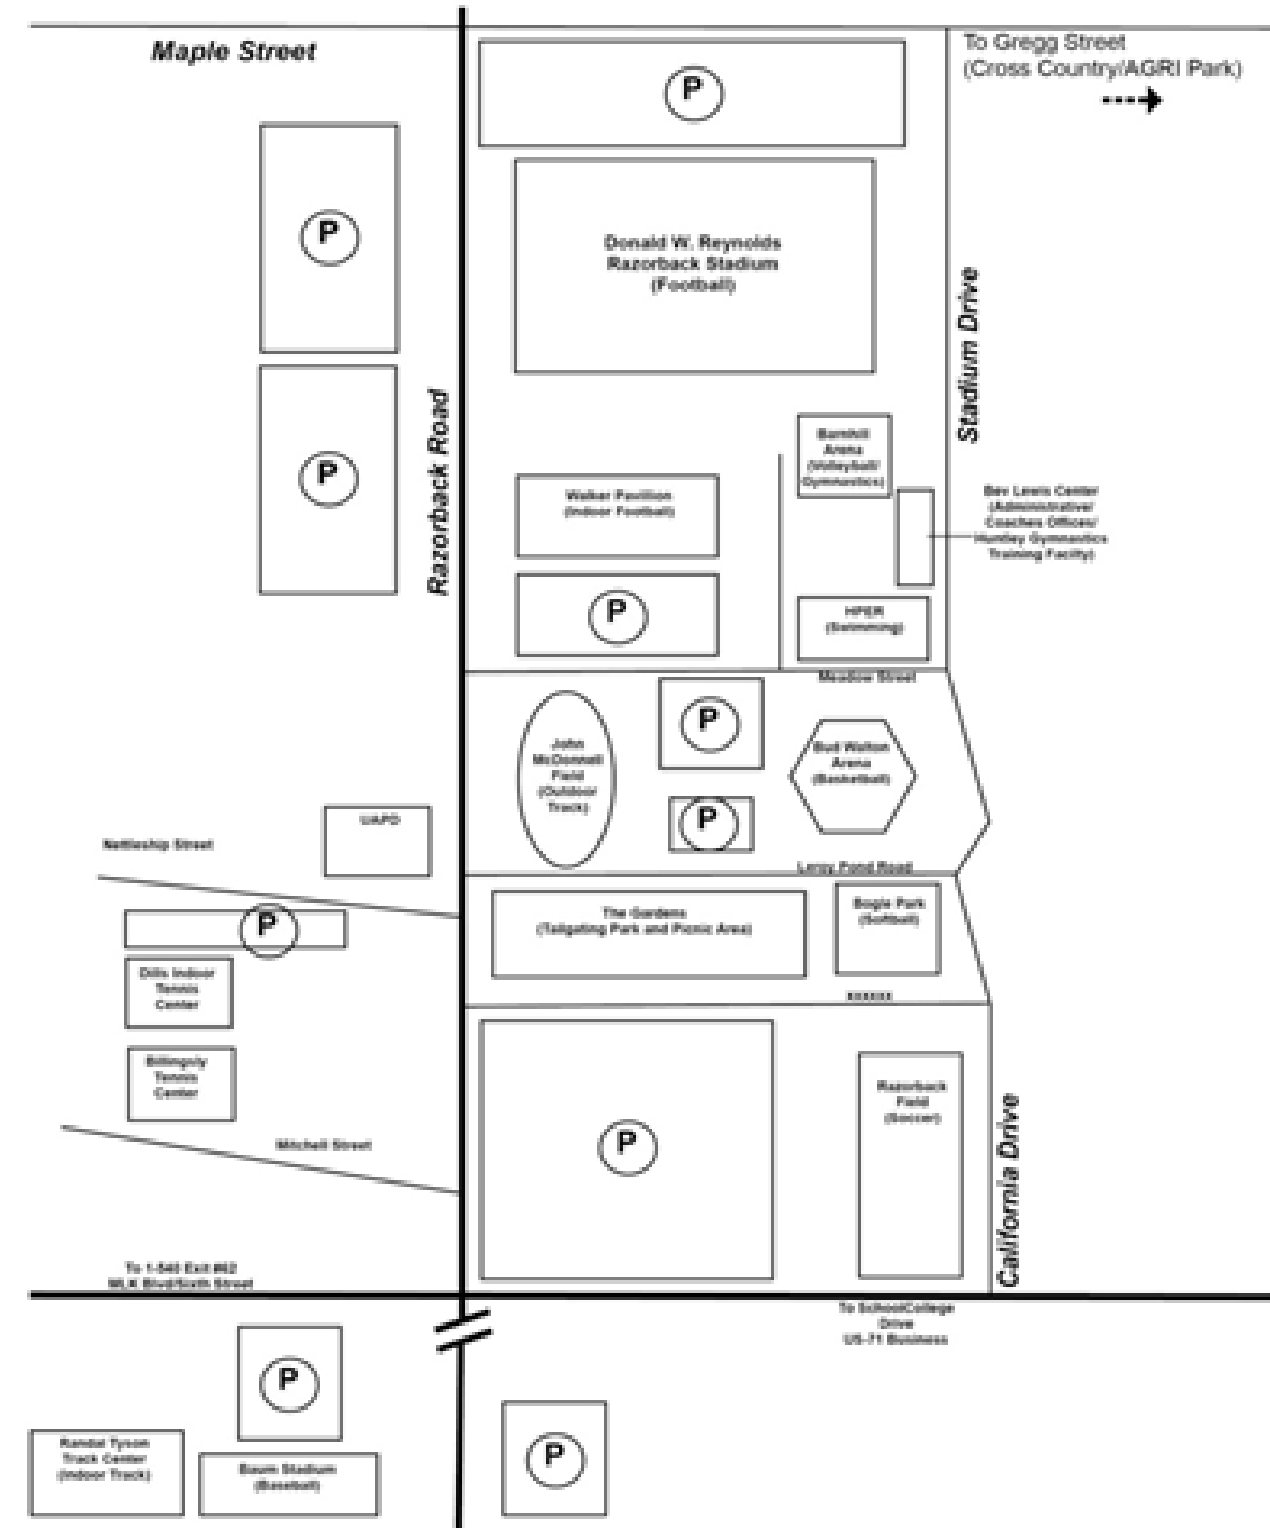 Maple Street
To Gregg Street
(Cross Country/AGRI Park)
P
P
Donald W. Reynolds
Razorback Stadium
(Football)
Stadium Drive
Razorback Road
P
Barnhill
Arena
(Volleyball/
Gymnastics)
Walker Pavillion
(Indoor Football)
Bev Lewis Center
(Administrative/
Coaches Offices/
Huntley Gymnastics
Training Facility)
P
HPER
(Swimming)
Meadow Street
P
John
McDonnell
Field
(Outdoor
Track)
Bud Walton
Arena
(Basketball)
P
UAPD
Nettleship Street
Leroy Pond Road
P
The Gardens
(Tailgating Park and Picnic Area)
Bogle Park
(Softball)
Dills Indoor
Tennis
Center
xxxxxx
Billingsly
Tennis
Center
Razorback
Field
(Soccer)
P
Mitchell Street
California Drive
To 1-540 Exit #62
MLK Blvd/Sixth Street
To School/College
Drive
US-71 Business
P
Randal Tyson
Track Center
(Indoor Track)
Baum Stadium
(Baseball)
P